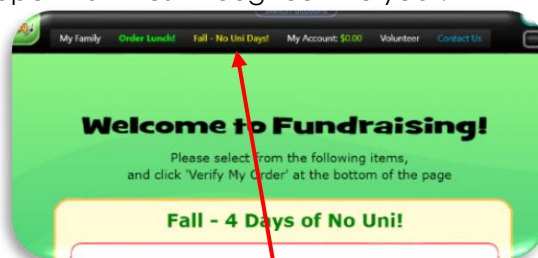 My Family Order Lunch! Fall - No Uni Days! My Account: $0.00 Volunteer Contact Us
Welcome to Fundraising!
Please select from the following items,
and click 'Verify My Order' at the bottom of the page
Fall - 4 Days of No Uni!